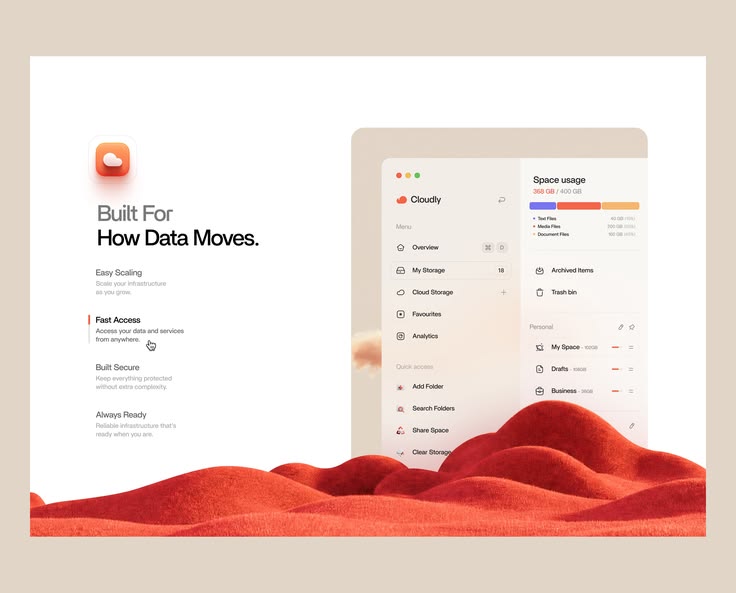 Built For
How Data Moves.
Easy Scaling
Scale your infrastructure
as you grow.
Fast Access
Access your data and services
from anywhere.
Built Secure
Keep everything protected
without extra complexity.
Always Ready
Reliable infrastructure that's
ready when you are.
Cloudly
Menu
Overview
⌘ D
My Storage 18
Cloud Storage +
Favourites
Analytics
Quick access
Add Folder
Search Folders
Share Space
Clear Storage
Space usage
368 GB / 400 GB
Text Files
Media Files
Document Files
Archived Items
Trash bin
Personal
My Space
Drafts
Business